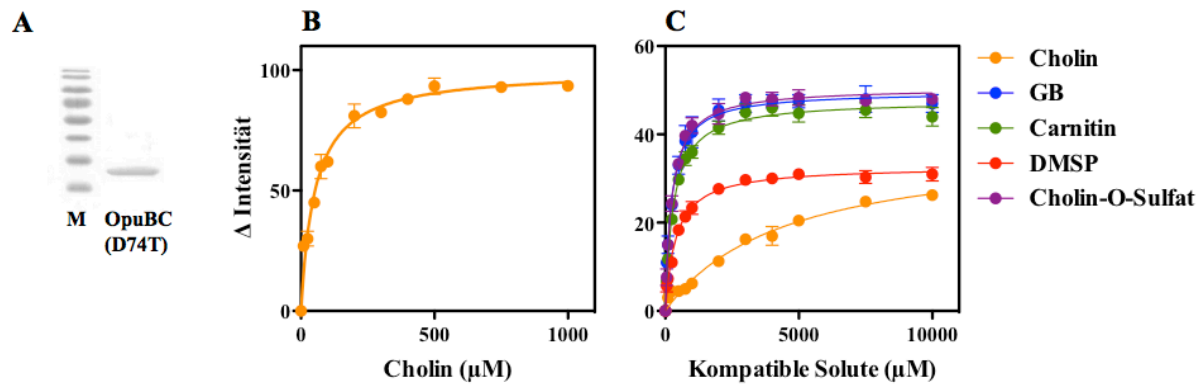 A
M
OpuBC
(D74T)
B
Δ Intensität
100
50
0
0
500
1000
Cholin (µM)
C
60
40
20
0
0
5000
10000
Kompatible Solute (µM)
Cholin
GB
Carnitin
DMSP
Cholin-O-Sulfat